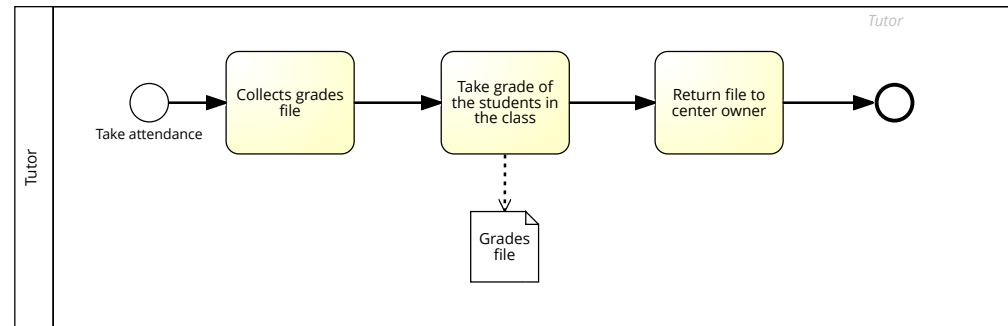 Tutor
Tutor
Take attendance
Collects grades
file
Take grade of
the students in
the class
Return file to
center owner
Grades
file